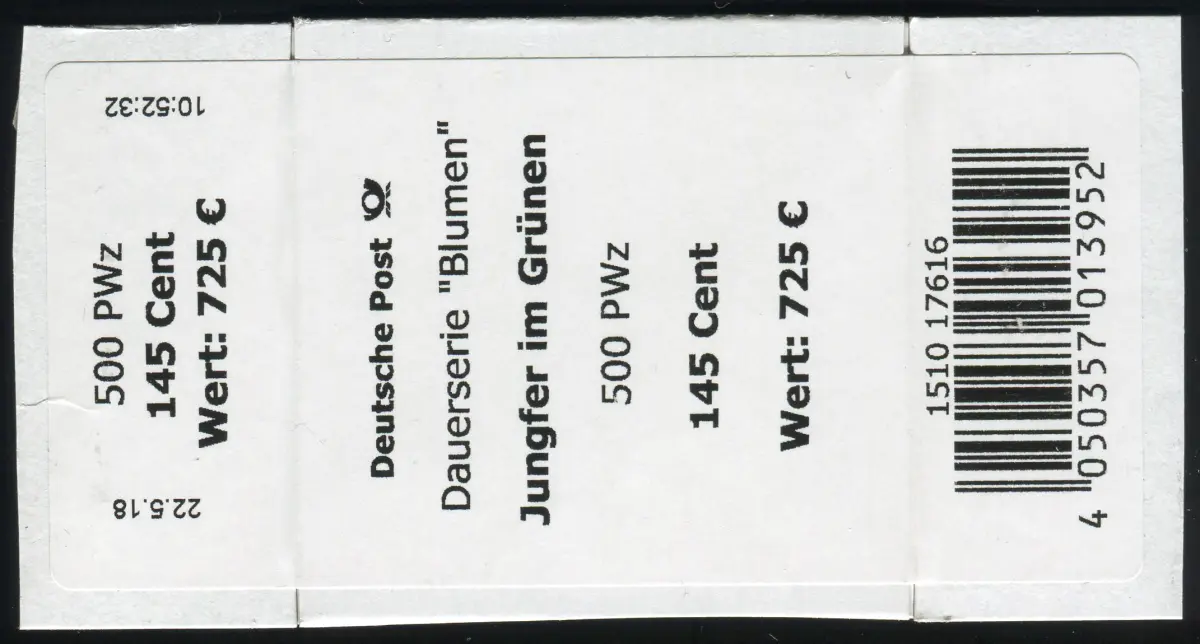 10:52:32
500 PWz
145 Cent
Wert: 725 €
22.5.18
Deutsche Post
Dauerserie "Blumen"
Jungfer im Grünen
500 PWz
145 Cent
Wert: 725 €
1510 17616
4 050357 013952